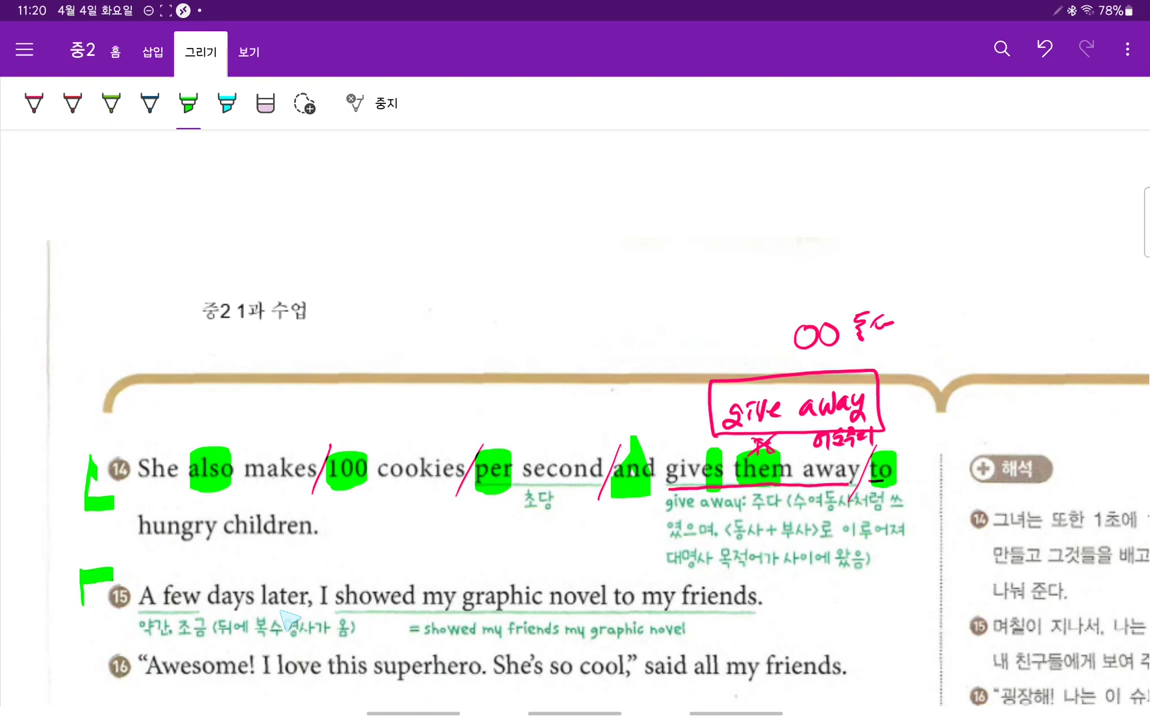 11:20 4월 4일 화요일 78%
중2 홈 삽입 그리기 보기
중지
중2 1과 수업
give away
이동부터
14 She also makes 100 cookies per second and gives them away to
초당
give away: 주다 (수여동사처럼 쓰
였으며, <동사+부사>로 이루어져
hungry children.
대명사 목적어가 사이에 왔음)
15 A few days later, I showed my graphic novel to my friends.
약간, 조금 (뒤에 복수명사가 옴) = showed my friends my graphic novel
16 “Awesome! I love this superhero. She’s so cool,” said all my friends.
해석
14 그녀는 또한 1초에
만들고 그것들을 배고
나눠 준다.
15 며칠이 지나서, 나는
내 친구들에게 보여 주
16 “굉장해! 나는 이 슈